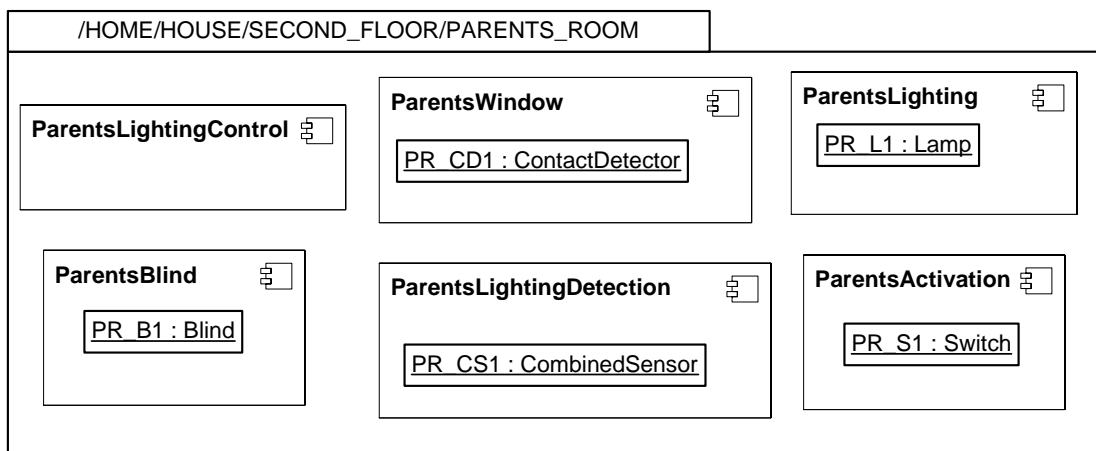 /HOME/HOUSE/SECOND_FLOOR/PARENTS_ROOM
ParentsLightingControl
ParentsWindow
PR_CD1 : ContactDetector
ParentsLighting
PR_L1 : Lamp
ParentsBlind
PR_B1 : Blind
ParentsLightingDetection
PR_CS1 : CombinedSensor
ParentsActivation
PR_S1 : Switch